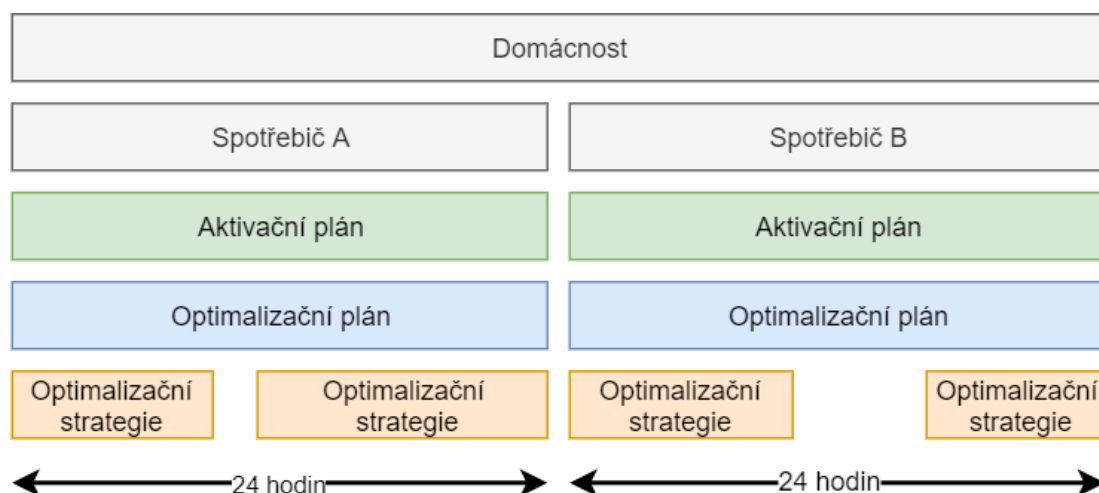 Domácnost
Spotřebič A
Spotřebič B
Aktivační plán
Aktivační plán
Optimalizační plán
Optimalizační plán
Optimalizační
strategie
Optimalizační
strategie
Optimalizační
strategie
Optimalizační
strategie
24 hodin
24 hodin